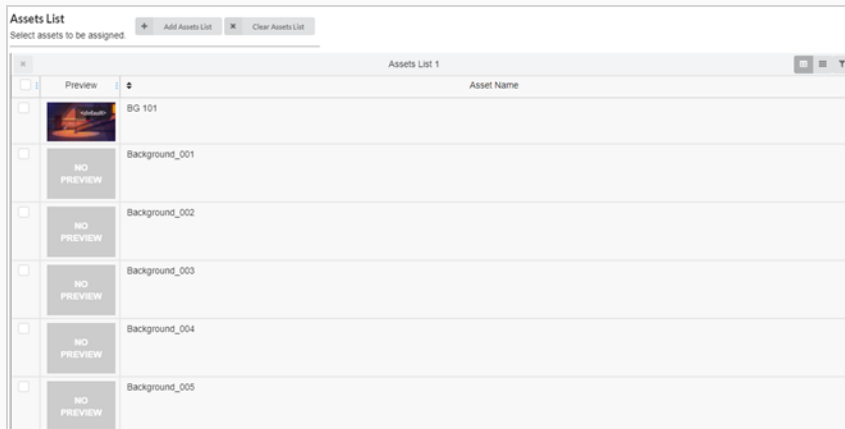 Assets List
Select assets to be assigned.
Add Assets List
Clear Assets List
Assets List 1
Preview
Asset Name
<default>
BG 101
NO
PREVIEW
Background_001
NO
PREVIEW
Background_002
NO
PREVIEW
Background_003
NO
PREVIEW
Background_004
NO
PREVIEW
Background_005